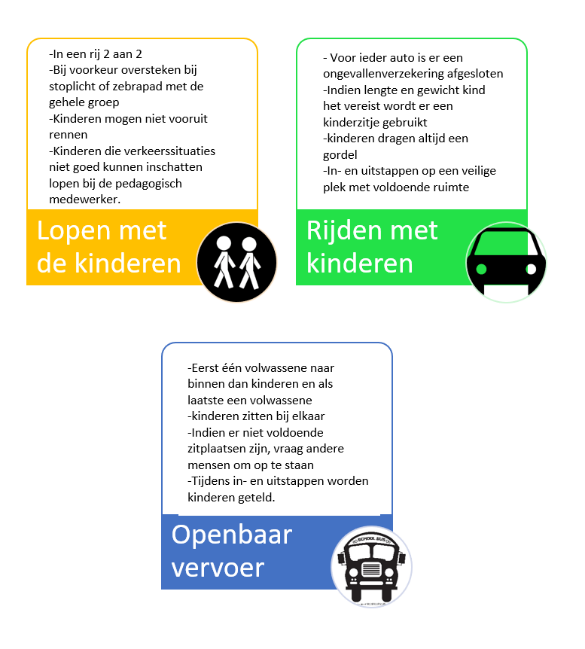 -In een rij 2 aan 2
-Bij voorkeur oversteken bij
stoplicht of zebrapad met de
gehele groep
-Kinderen mogen niet vooruit
rennen
-Kinderen die verkeerssituaties
niet goed kunnen inschatten
lopen bij de pedagogisch
medewerker.
Lopen met
de kinderen
- Voor ieder auto is er een
ongevallenverzekering afgesloten
-Indien lengte en gewicht kind
het vereist wordt er een
kinderzitje gebruikt
-kinderen dragen altijd een
gordel
-In- en uitstappen op een veilige
plek met voldoende ruimte
Rijden met
kinderen
-Eerst één volwassene naar
binnen dan kinderen en als
laatste een volwassene
-kinderen zitten bij elkaar
-Indien er niet voldoende
zitplaatsen zijn, vraag andere
mensen om op te staan
-Tijdens in- en uitstappen worden
kinderen geteld.
Openbaar
vervoer
SCHOOL BUS